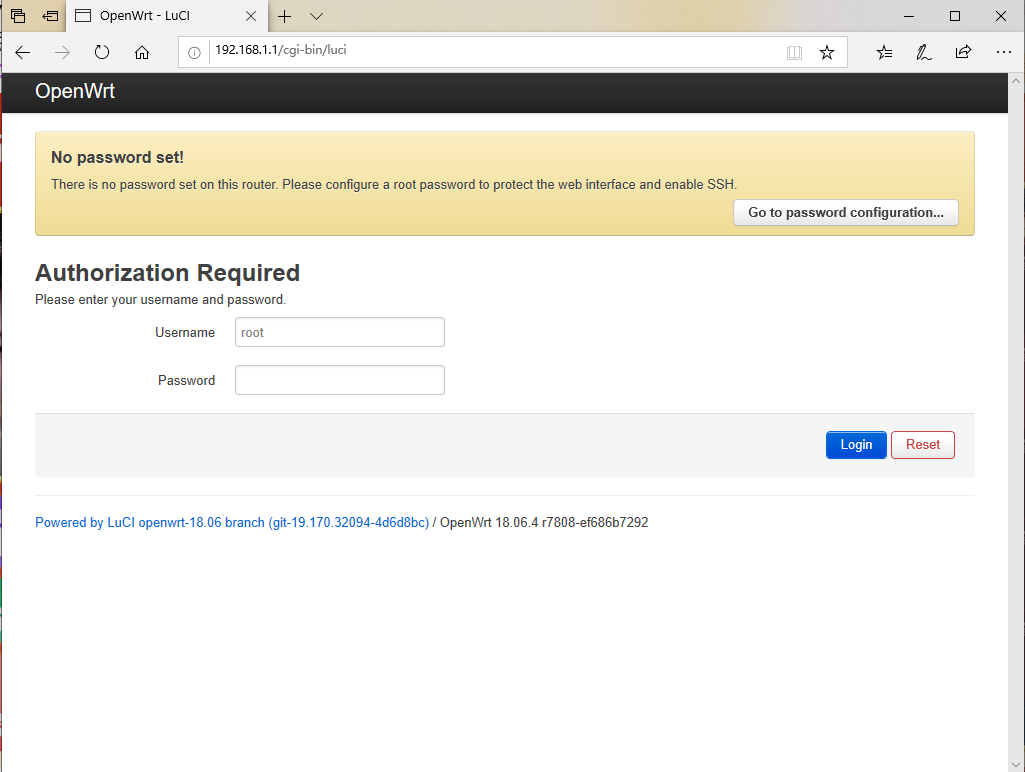 OpenWrt - LuCI
192.168.1.1/cgi-bin/luci
OpenWrt
No password set!
There is no password set on this router. Please configure a root password to protect the web interface and enable SSH.
Go to password configuration...
Authorization Required
Please enter your username and password.
Username root
Password
Login Reset
Powered by LuCI openwrt-18.06 branch (git-19.170.32094-4d6d8bc) / OpenWrt 18.06.4 r7808-ef686b7292